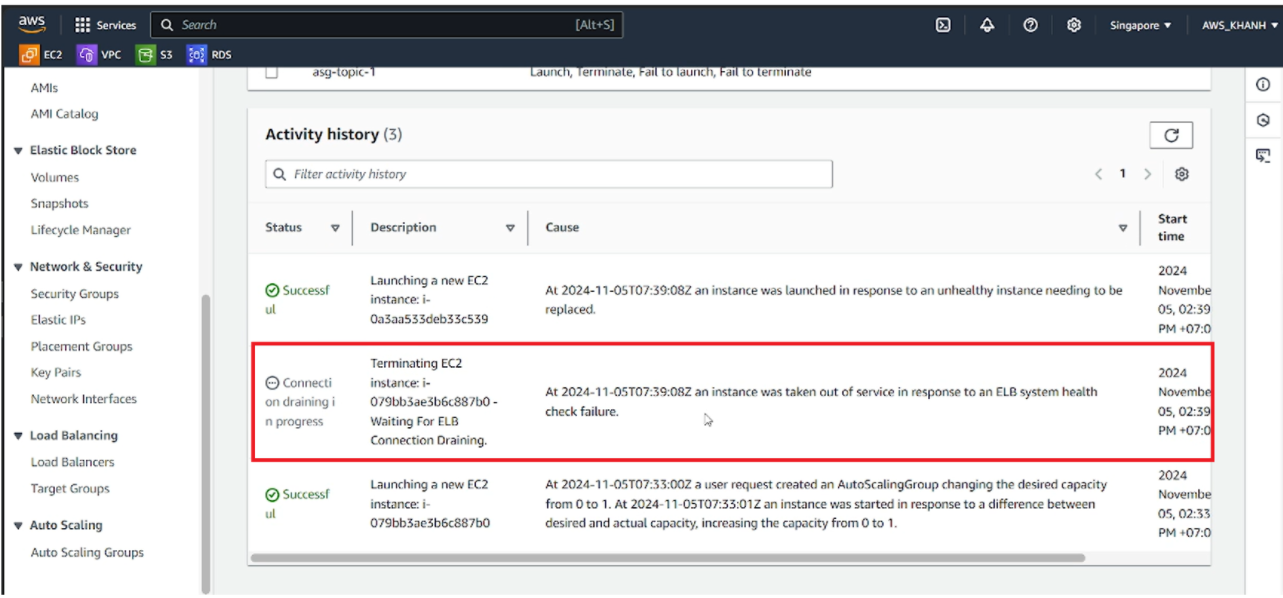 aws
Services
Search
[Alt+S]
Singapore
AWS_KHANH
EC2
VPC
S3
RDS
AMIs
AMI Catalog
Elastic Block Store
Volumes
Snapshots
Lifecycle Manager
Network & Security
Security Groups
Elastic IPs
Placement Groups
Key Pairs
Network Interfaces
Load Balancing
Load Balancers
Target Groups
Auto Scaling
Auto Scaling Groups
asg-topic-1
Launch, Terminate, Fail to launch, Fail to terminate
Activity history (3)
Filter activity history
1
Status
Description
Cause
Start
time
Successf
ul
Launching a new EC2
instance: i-
0a3aa533deb33c539
At 2024-11-05T07:39:08Z an instance was launched in response to an unhealthy instance needing to be
replaced.
2024
Novembe
05, 02:39
PM +07:0
Connecti
on draining i
n progress
Terminating EC2
instance: i-
079bb3ae3b6c887b0 -
Waiting For ELB
Connection Draining.
At 2024-11-05T07:39:08Z an instance was taken out of service in response to an ELB system health
check failure.
2024
Novembe
05, 02:39
PM +07:0
Successf
ul
Launching a new EC2
instance: i-
079bb3ae3b6c887b0
At 2024-11-05T07:33:00Z a user request created an AutoScalingGroup changing the desired capacity
from 0 to 1. At 2024-11-05T07:33:01Z an instance was started in response to a difference between
desired and actual capacity, increasing the capacity from 0 to 1.
2024
Novembe
05, 02:33
PM +07:0